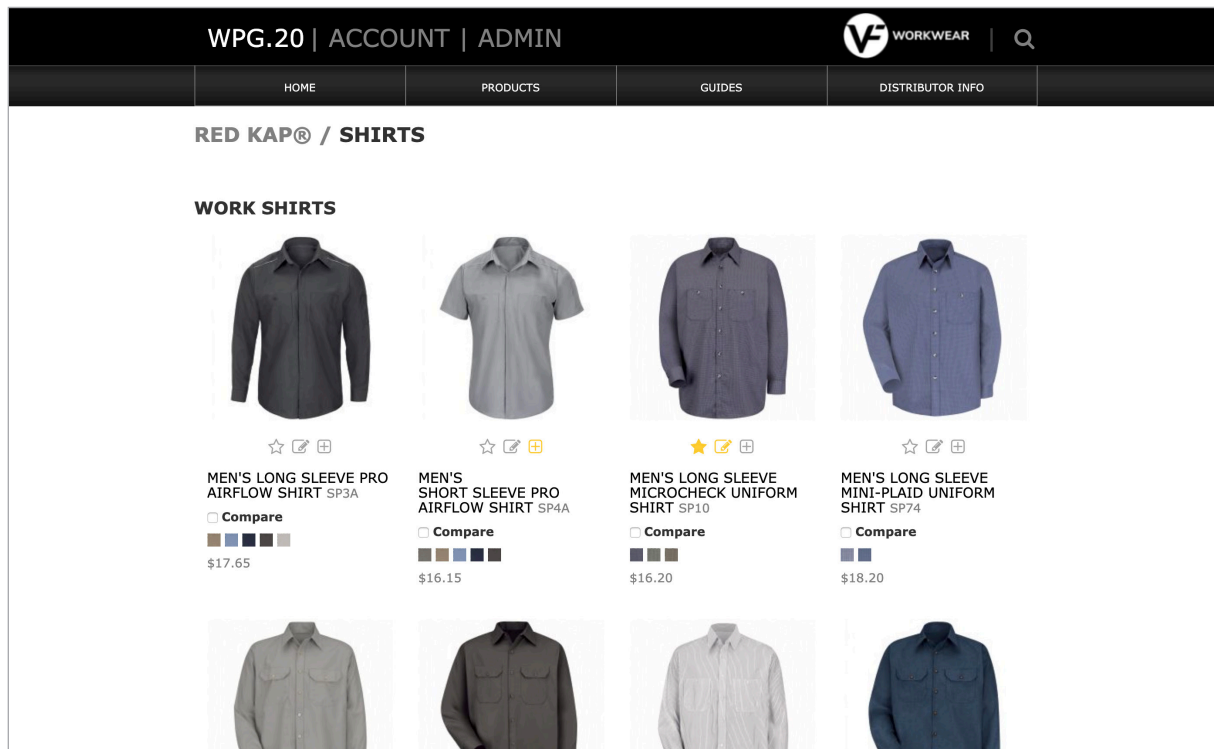 WPG.20 | ACCOUNT | ADMIN
VF WORKWEAR |
HOME PRODUCTS GUIDES DISTRIBUTOR INFO
RED KAP® / SHIRTS
WORK SHIRTS
MEN'S LONG SLEEVE PRO
AIRFLOW SHIRT SP3A
Compare
$17.65
MEN'S
SHORT SLEEVE PRO
AIRFLOW SHIRT SP4A
Compare
$16.15
MEN'S LONG SLEEVE
MICROCHECK UNIFORM
SHIRT SP10
Compare
$16.20
MEN'S LONG SLEEVE
MINI-PLAID UNIFORM
SHIRT SP74
Compare
$18.20